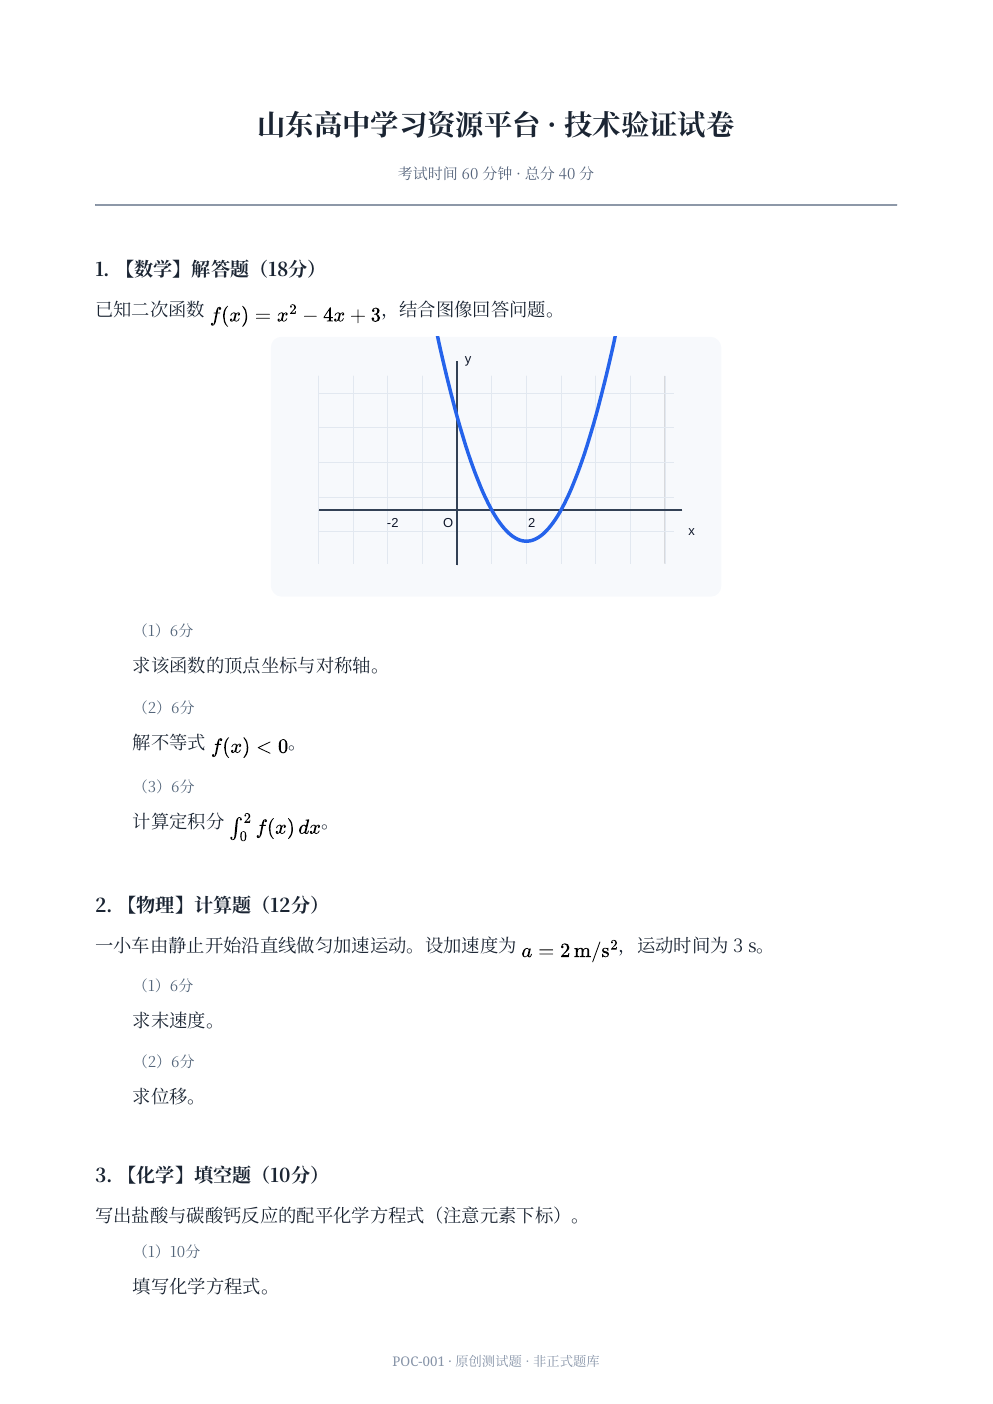 山东高中学习资源平台 · 技术验证试卷
考试时间 60 分钟 · 总分 40 分
1. 【数学】解答题（18分）
已知二次函数 f(x) = x² − 4x + 3，结合图像回答问题。
y
-2 O 2
x
（1）6分
求该函数的顶点坐标与对称轴。
（2）6分
解不等式 f(x) < 0。
（3）6分
计算定积分 ∫₀² f(x) dx。
2. 【物理】计算题（12分）
一小车由静止开始沿直线做匀加速运动。设加速度为 a = 2 m/s²，运动时间为 3 s。
（1）6分
求末速度。
（2）6分
求位移。
3. 【化学】填空题（10分）
写出盐酸与碳酸钙反应的配平化学方程式（注意元素下标）。
（1）10分
填写化学方程式。
POC-001 · 原创测试题 · 非正式题库